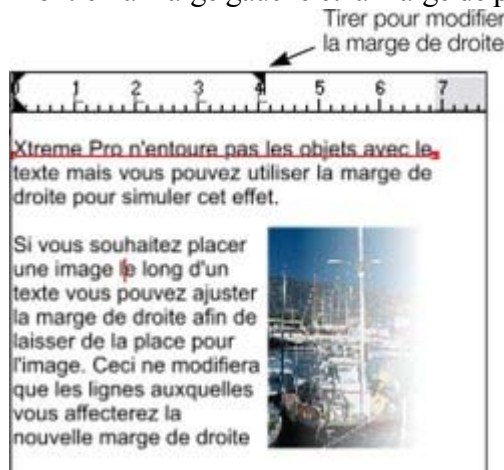 Tirer pour modifier
la marge de droite
1 2 3 4 5 6 7
Xtreme Pro n'entoure pas les objets avec le
texte mais vous pouvez utiliser la marge de
droite pour simuler cet effet.
Si vous souhaitez placer
une image le long d'un
texte vous pouvez ajuster
la marge de droite afin de
laisser de la place pour
l'image. Ceci ne modifiera
que les lignes auxquelles
vous affecterez la
nouvelle marge de droite